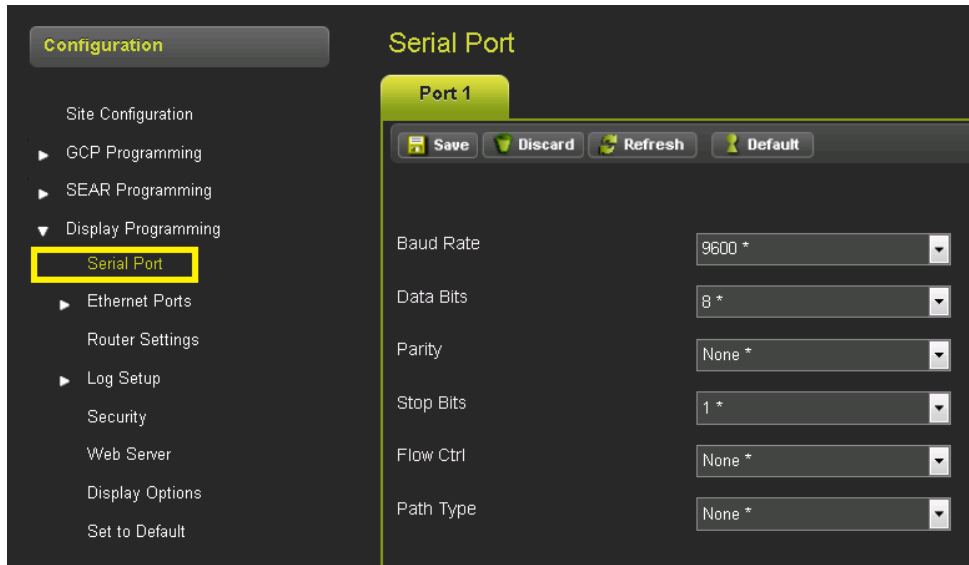 Configuration
Site Configuration
GCP Programming
SEAR Programming
Display Programming
Serial Port
Ethernet Ports
Router Settings
Log Setup
Security
Web Server
Display Options
Set to Default
Serial Port
Port 1
Save Discard Refresh Default
Baud Rate 9600 *
Data Bits 8 *
Parity None *
Stop Bits 1 *
Flow Ctrl None *
Path Type None *